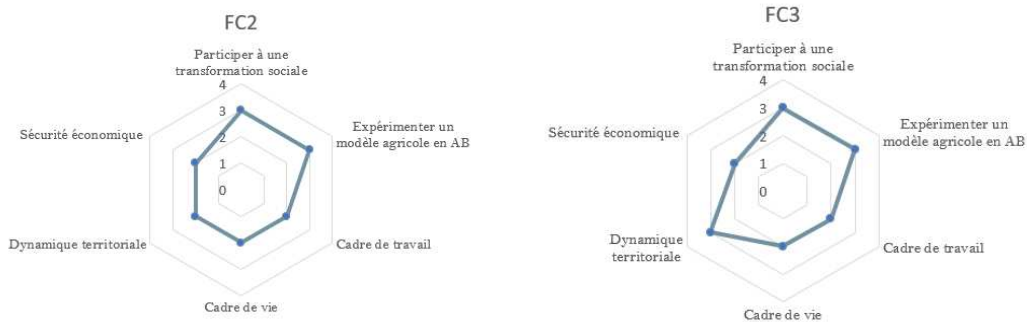 FC2
Participer à une
transformation sociale
4
3
2
1
0
Expérimenter un
modèle agricole en AB
Cadre de travail
Cadre de vie
Dynamique territoriale
Sécurité économique
FC3
Participer à une
transformation sociale
4
3
2
1
0
Expérimenter un
modèle agricole en AB
Cadre de travail
Cadre de vie
Dynamique
territoriale
Sécurité économique